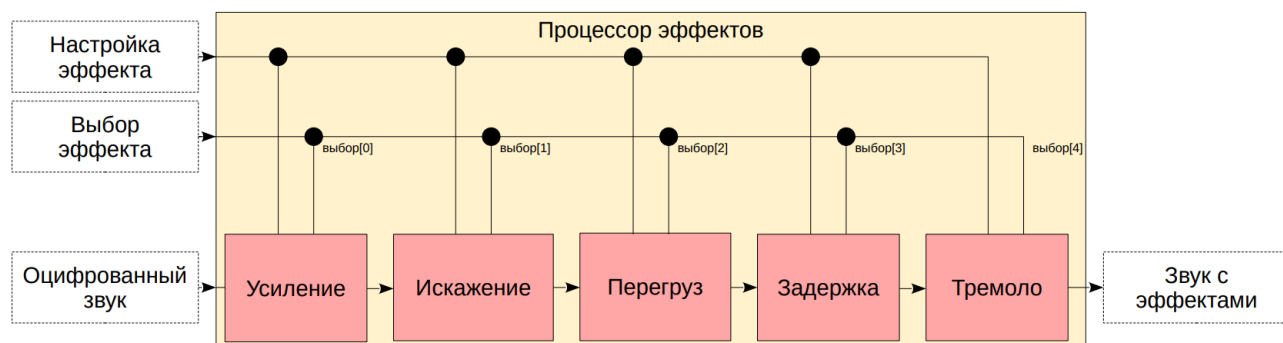 Процессор эффектов
Настройка
эффекта
Выбор
эффекта
выбор[0]
выбор[1]
выбор[2]
выбор[3]
выбор[4]
Оцифрованный
звук
Усиление
Искажение
Перегруз
Задержка
Тремоло
Звук с
эффектами